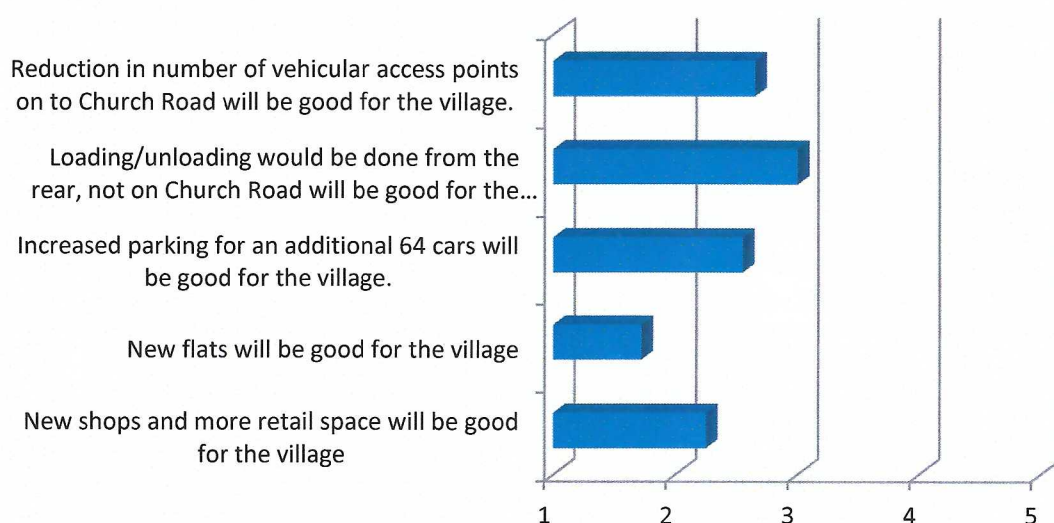 Reduction in number of vehicular access points
on to Church Road will be good for the village.
Loading/unloading would be done from the
rear, not on Church Road will be good for the...
Increased parking for an additional 64 cars will
be good for the village.
New flats will be good for the village
New shops and more retail space will be good
for the village
1 2 3 4 5